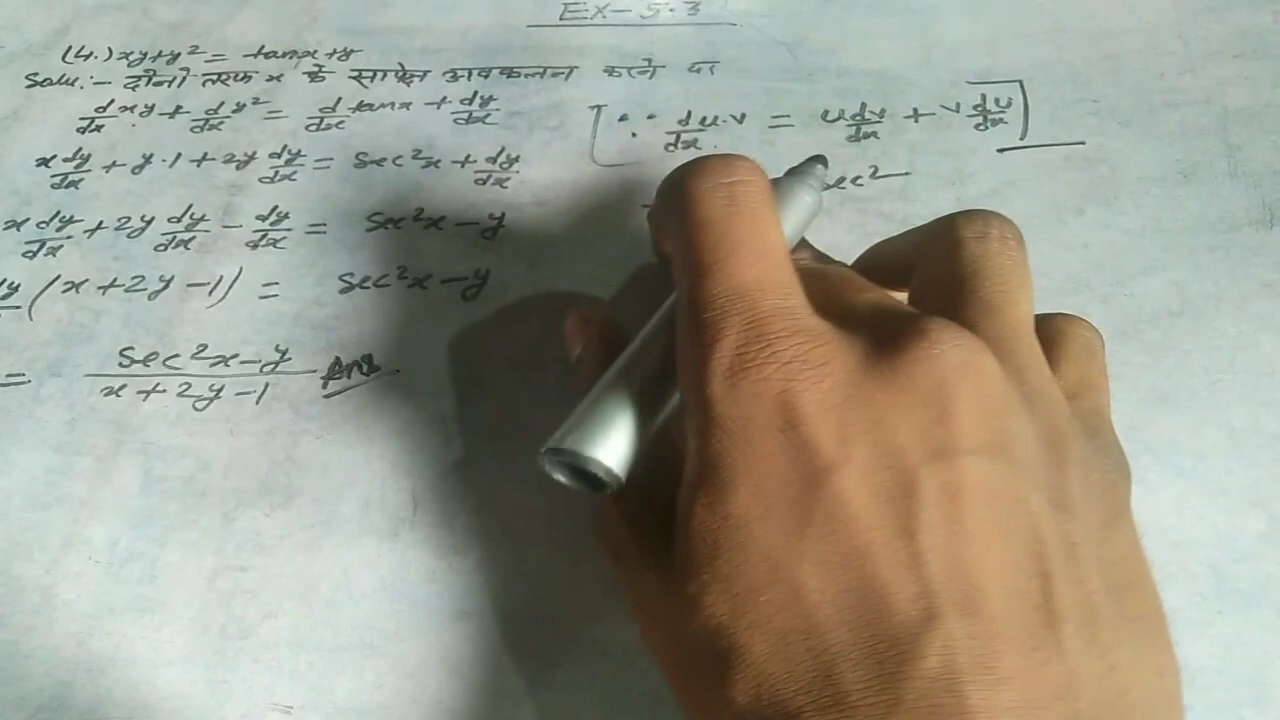 EX-5.3
(4.) xy+y² = tanx+y
Solu.:- दोनों तरफ x के सापेक्ष अवकलन करने पर
d/dx xy + d/dx y² = d/dx tanx + dy/dx
[∵ d/dx u.v = u dv/dx + v du/dx]
x dy/dx + y·1 + 2y dy/dx = sec²x + dy/dx
sec²
x dy/dx + 2y dy/dx - dy/dx = sec²x-y
dy (x+2y-1) = sec²x-y
= sec²x-y / x+2y-1 Ans.